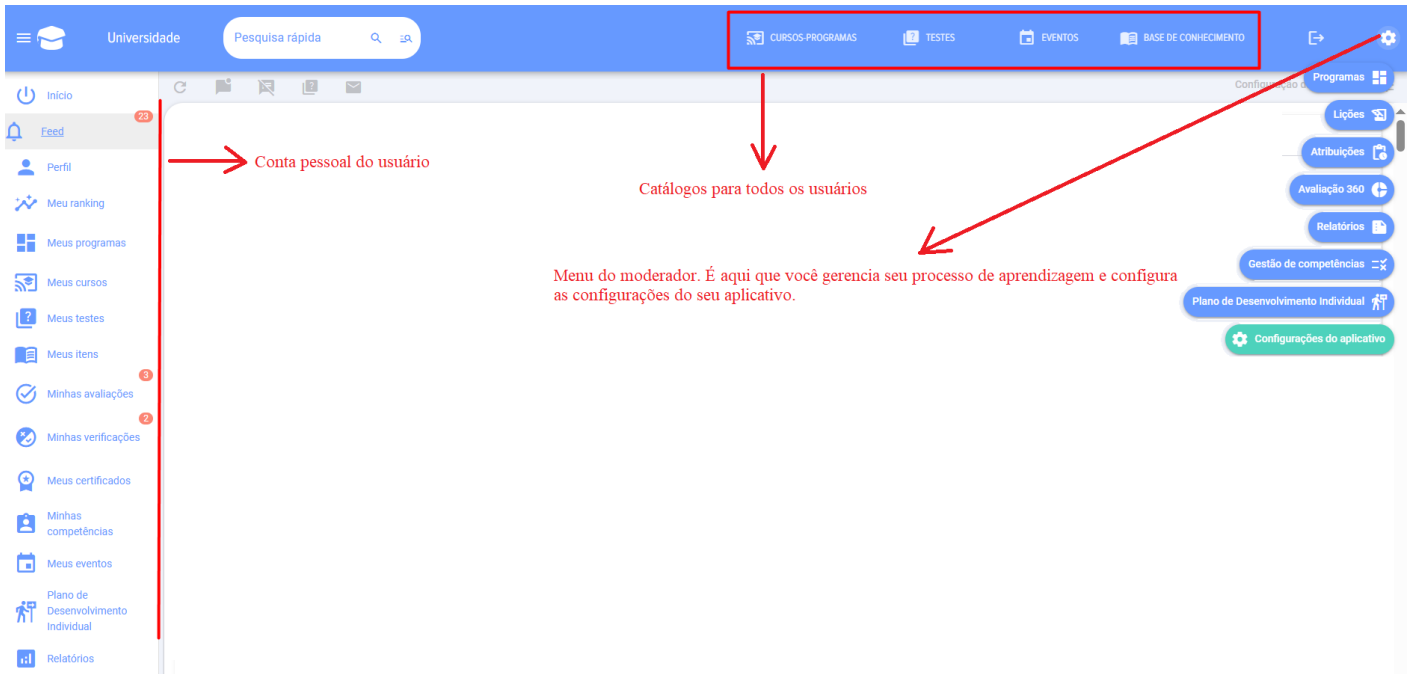 Universidade
Pesquisa rápida
CURSOS-PROGRAMAS
TESTES
EVENTOS
BASE DE CONHECIMENTO
Início
23
Feed
Perfil
Meu ranking
Meus programas
Meus cursos
Meus testes
Meus itens
3
Minhas avaliações
2
Minhas verificações
Meus certificados
Minhas
competências
Meus eventos
Plano de
Desenvolvimento
Individual
Relatórios
Conta pessoal do usuário
Catálogos para todos os usuários
Menu do moderador. É aqui que você gerencia seu processo de aprendizagem e configura
as configurações do seu aplicativo.
Programas
Lições
Atribuições
Avaliação 360
Relatórios
Gestão de competências
Plano de Desenvolvimento Individual
Configurações do aplicativo